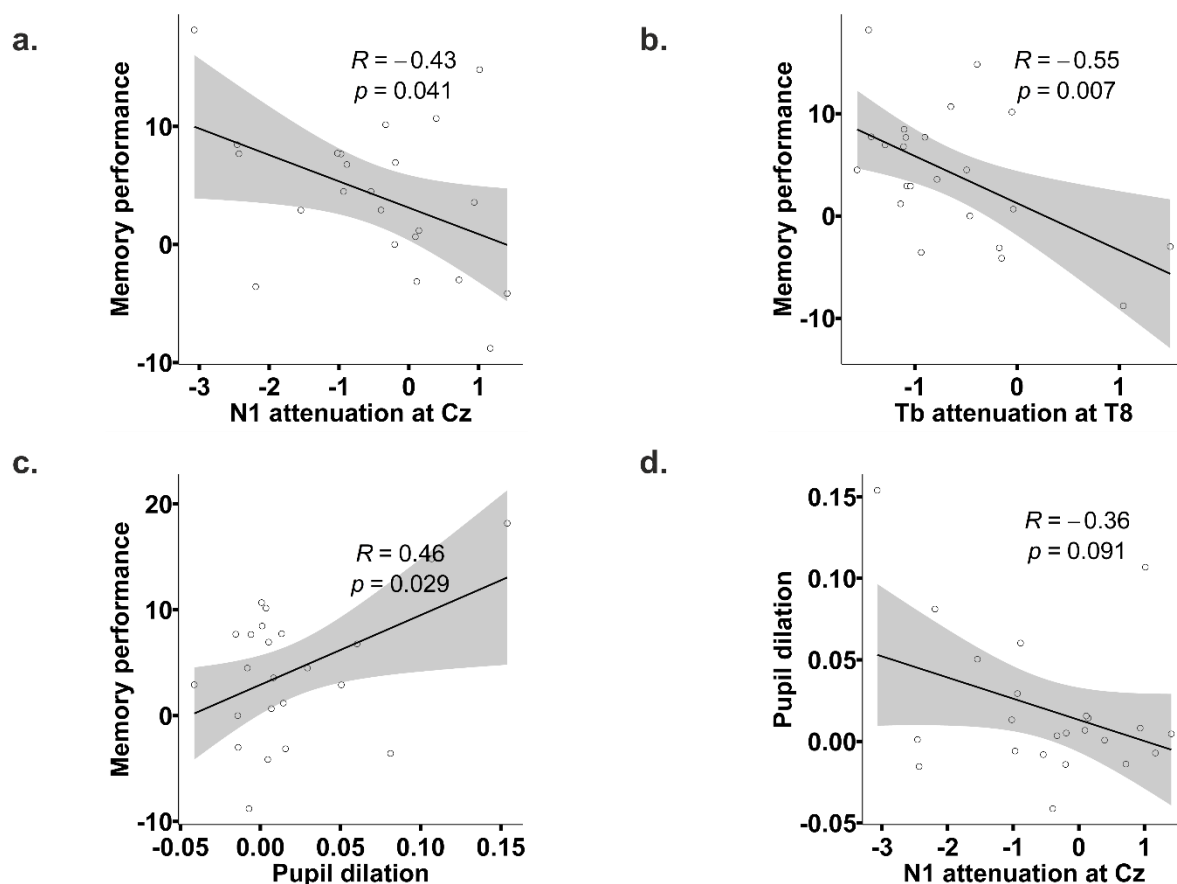 a.
R = −0.43
p = 0.041
Memory performance
10
0
-10
-3 -2 -1 0 1
N1 attenuation at Cz
b.
R = −0.55
p = 0.007
Memory performance
10
0
-10
-1 0 1
Tb attenuation at T8
c.
R = 0.46
p = 0.029
Memory performance
20
10
0
-10
-0.05 0.00 0.05 0.10 0.15
Pupil dilation
d.
R = −0.36
p = 0.091
Pupil dilation
0.15
0.10
0.05
0.00
-0.05
-3 -2 -1 0 1
N1 attenuation at Cz